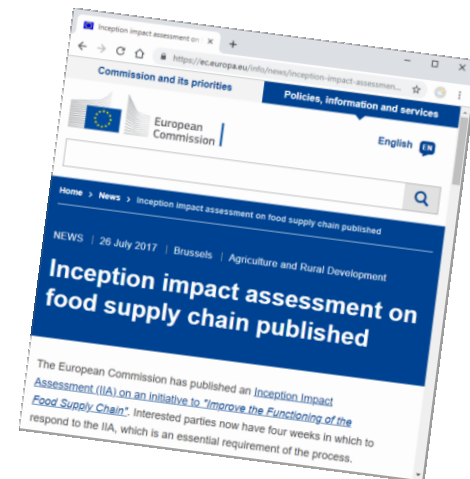 Inception impact assessment on
https://ec.europa.eu/info/news/inception-impact-assessmen...
Commission and its priorities
Policies, information and services
European
Commission
English EN
Home > News > Inception impact assessment on food supply chain published
NEWS | 26 July 2017 | Brussels | Agriculture and Rural Development
Inception impact assessment on
food supply chain published
The European Commission has published an Inception Impact
Assessment (IIA) on an initiative to "Improve the Functioning of the
Food Supply Chain". Interested parties now have four weeks in which to
respond to the IIA, which is an essential requirement of the process.